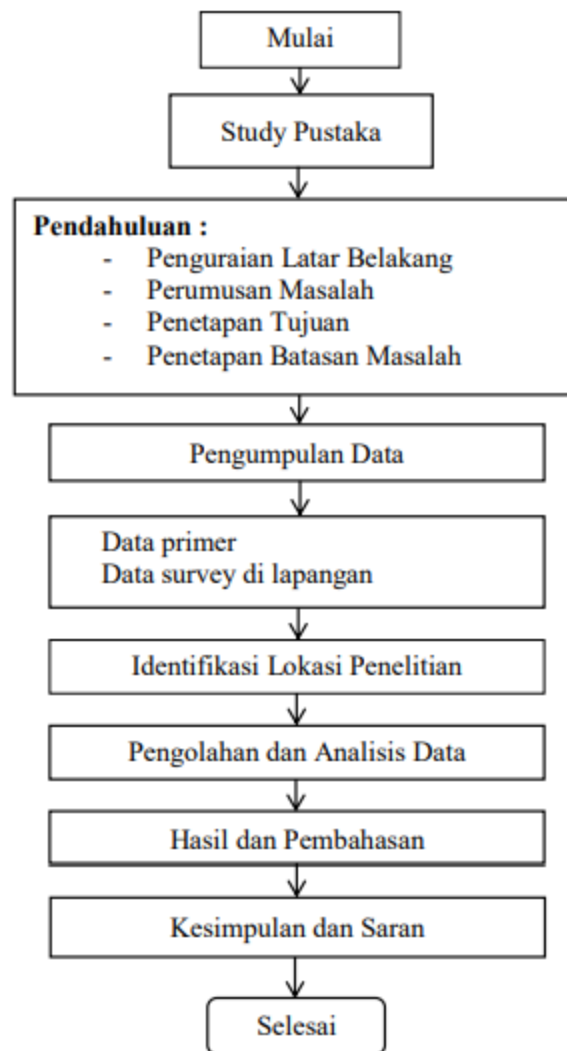 Mulai
Study Pustaka
Pendahuluan :
- Penguraian Latar Belakang
- Perumusan Masalah
- Penetapan Tujuan
- Penetapan Batasan Masalah
Pengumpulan Data
Data primer
Data survey di lapangan
Identifikasi Lokasi Penelitian
Pengolahan dan Analisis Data
Hasil dan Pembahasan
Kesimpulan dan Saran
Selesai